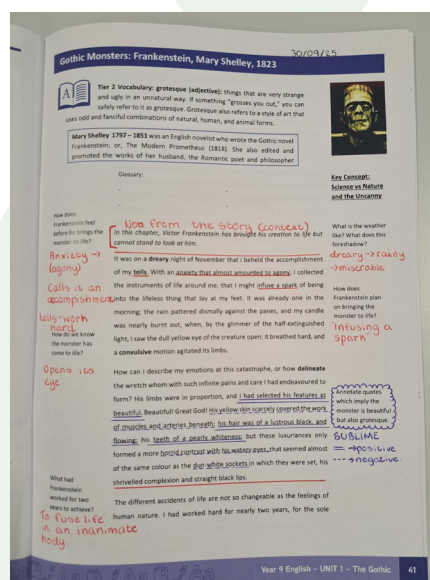 30/09/25
Gothic Monsters: Frankenstein, Mary Shelley, 1823
A
Tier 2 Vocabulary: grotesque (adjective): things that are very strange
and ugly in an unnatural way. If something "grosses you out," you can
safely refer to it as grotesque. Grotesque also refers to a style of art that
uses odd and fanciful combinations of natural, human, and animal forms.
Mary Shelley 1797 – 1851 was an English novelist who wrote the Gothic novel
Frankenstein; or, The Modern Prometheus (1818). She also edited and
promoted the works of her husband, the Romantic poet and philosopher
Glossary:
Key Concept:
Science vs Nature
and the Uncanny
How does
Frankenstein feel
before he brings the
monster to life?
Anxiety →
(agony)
Calls it an
accomplishment
toils-work
hard
How do we know
the monster has
come to life?
Opens its
eye.
What had
Frankenstein
worked for two
years to achieve?
To fuse life
in an inanimate
body
Not from the story (context)
In this chapter, Victor Frankenstein has brought his creation to life but
cannot stand to look at him.
It was on a dreary night of November that I beheld the accomplishment
of my toils. With an anxiety that almost amounted to agony, I collected
the instruments of life around me, that I might infuse a spark of being
into the lifeless thing that lay at my feet. It was already one in the
morning; the rain pattered dismally against the panes, and my candle
was nearly burnt out, when, by the glimmer of the half-extinguished
light, I saw the dull yellow eye of the creature open; it breathed hard, and
a convulsive motion agitated its limbs.
How can I describe my emotions at this catastrophe, or how delineate
the wretch whom with such infinite pains and care I had endeavoured to
form? His limbs were in proportion, and I had selected his features as
beautiful. Beautiful! Great God! His yellow skin scarcely covered the work
of muscles and arteries beneath; his hair was of a lustrous black, and
flowing; his teeth of a pearly whiteness; but these luxuriances only
formed a more horrid contrast with his watery eyes, that seemed almost
of the same colour as the dun-white sockets in which they were set, his
shrivelled complexion and straight black lips.
The different accidents of life are not so changeable as the feelings of
human nature. I had worked hard for nearly two years, for the sole
What is the weather
like? What does this
foreshadow?
dreary→rainy
→miserable
How does
Frankenstein plan
on bringing the
monster to life?
"Infusing a
spark"
Annotate quotes
which imply the
monster is beautiful
but also grotesque.
SUBLIME
= →positive
--- →negative.
Year 9 English – UNIT 1 – The Gothic
41